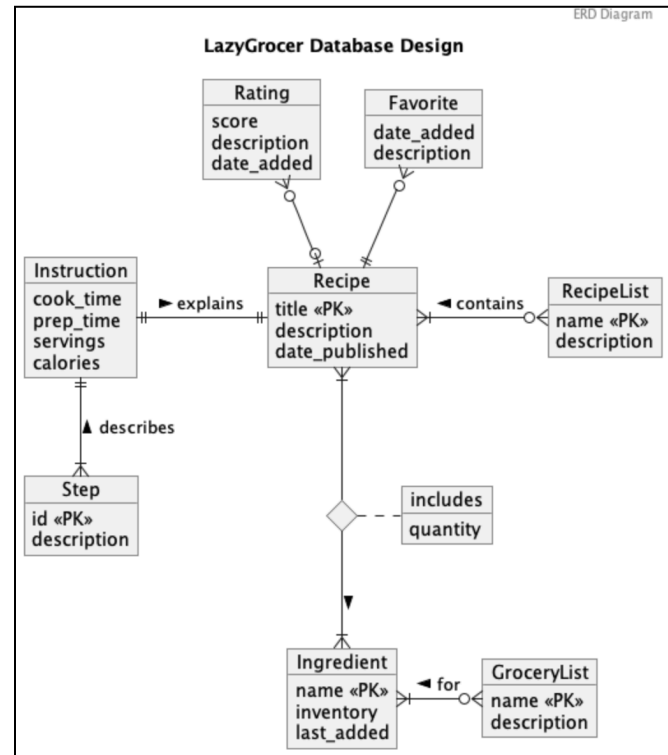 ERD Diagram
LazyGrocer Database Design
Rating
score
description
date_added
Favorite
date_added
description
Instruction
cook_time
prep_time
servings
calories
► explains
Recipe
title «PK»
description
date_published
◄ contains
RecipeList
name «PK»
description
▲ describes
Step
id «PK»
description
includes
quantity
▼
Ingredient
name «PK»
inventory
last_added
◄ for
GroceryList
name «PK»
description